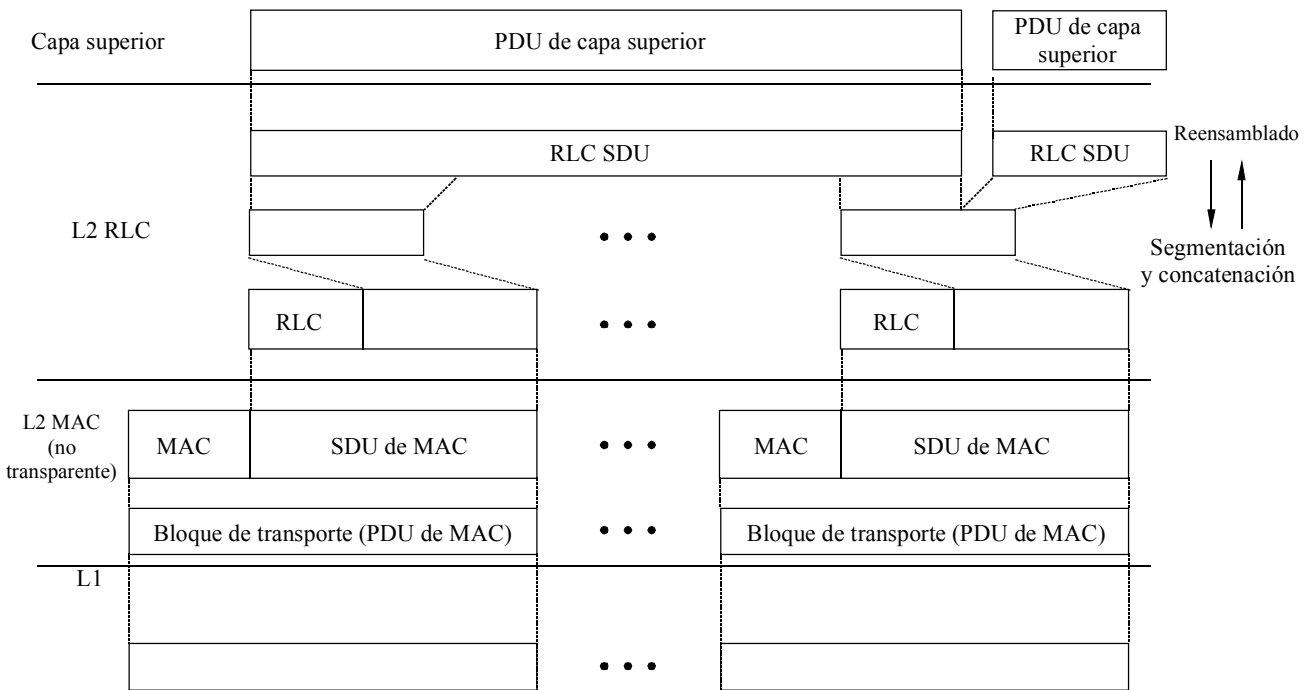 Capa superior
PDU de capa superior
PDU de capa
superior
RLC SDU
RLC SDU
Reensamblado
L2 RLC
Segmentación
y concatenación
RLC
RLC
L2 MAC
(no
transparente)
MAC
SDU de MAC
MAC
SDU de MAC
Bloque de transporte (PDU de MAC)
Bloque de transporte (PDU de MAC)
L1